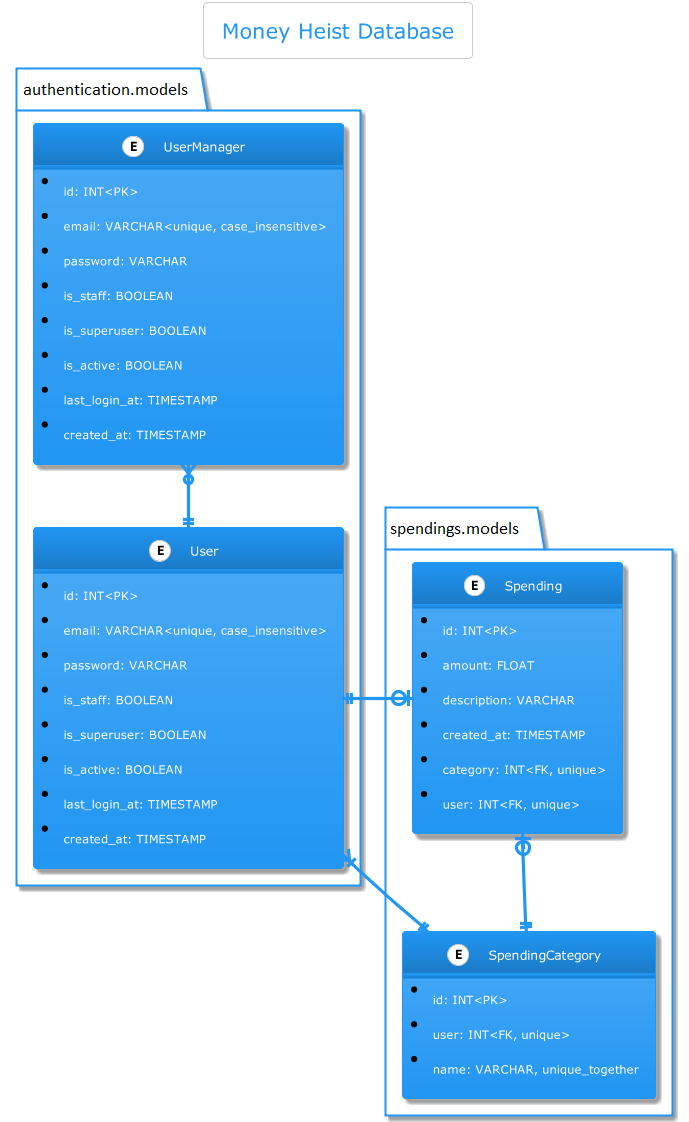 Money Heist Database
authentication.models
E UserManager
id: INT<PK>
email: VARCHAR<unique, case_insensitive>
password: VARCHAR
is_staff: BOOLEAN
is_superuser: BOOLEAN
is_active: BOOLEAN
last_login_at: TIMESTAMP
created_at: TIMESTAMP
E User
id: INT<PK>
email: VARCHAR<unique, case_insensitive>
password: VARCHAR
is_staff: BOOLEAN
is_superuser: BOOLEAN
is_active: BOOLEAN
last_login_at: TIMESTAMP
created_at: TIMESTAMP
spendings.models
E Spending
id: INT<PK>
amount: FLOAT
description: VARCHAR
created_at: TIMESTAMP
category: INT<FK, unique>
user: INT<FK, unique>
E SpendingCategory
id: INT<PK>
user: INT<FK, unique>
name: VARCHAR, unique_together